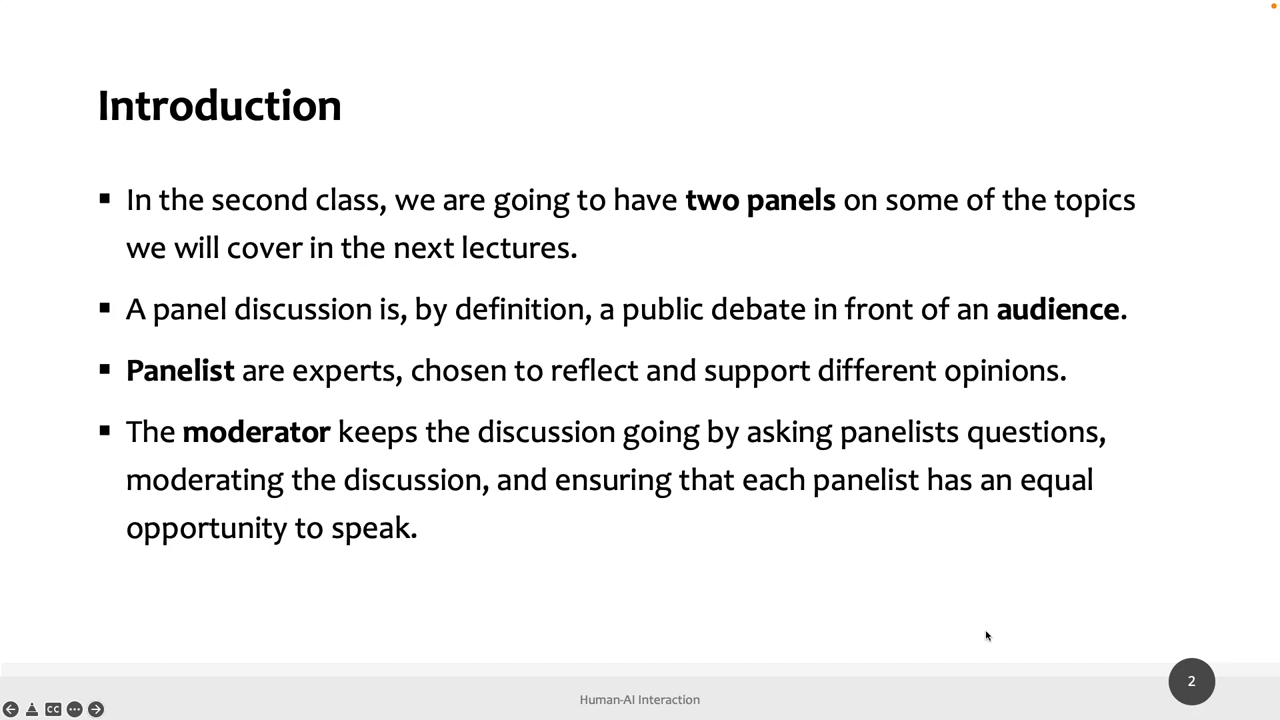 Introduction
▪ In the second class, we are going to have two panels on some of the topics
we will cover in the next lectures.
▪ A panel discussion is, by definition, a public debate in front of an audience.
▪ Panelist are experts, chosen to reflect and support different opinions.
▪ The moderator keeps the discussion going by asking panelists questions,
moderating the discussion, and ensuring that each panelist has an equal
opportunity to speak.
2
Human-AI Interaction
CC